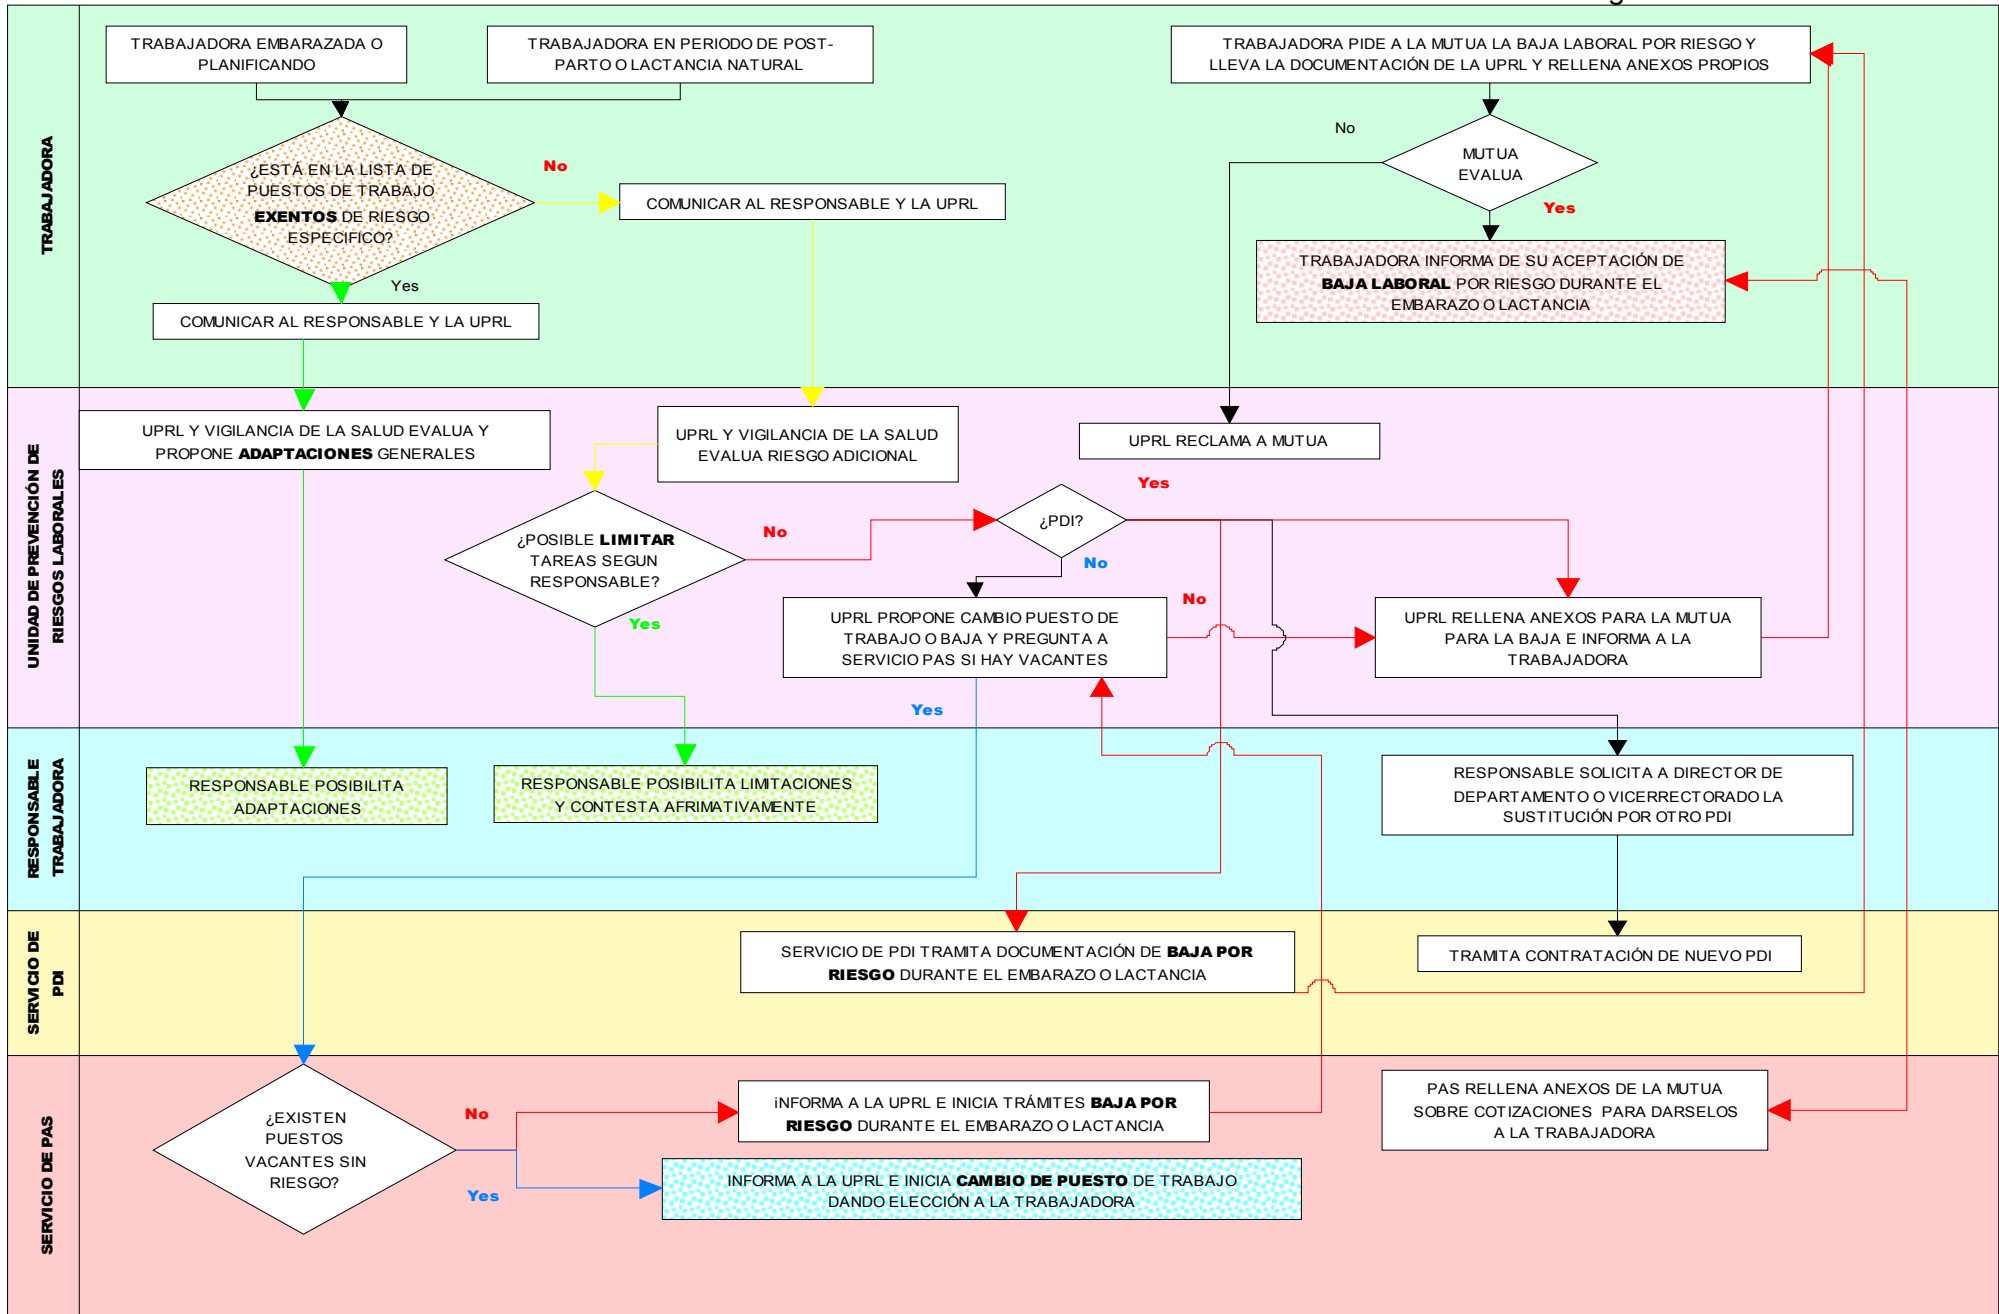 g
TRABAJADORA
TRABAJADORA EMBARAZADA O
PLANIFICANDO
TRABAJADORA EN PERIODO DE POST-
PARTO O LACTANCIA NATURAL
TRABAJADORA PIDE A LA MUTUA LA BAJA LABORAL POR RIESGO Y
LLEVA LA DOCUMENTACIÓN DE LA UPRL Y RELLENA ANEXOS PROPIOS
¿ESTÁ EN LA LISTA DE
PUESTOS DE TRABAJO
EXENTOS DE RIESGO
ESPECIFICO?
No
COMUNICAR AL RESPONSABLE Y LA UPRL
Yes
COMUNICAR AL RESPONSABLE Y LA UPRL
No
MUTUA
EVALUA
Yes
TRABAJADORA INFORMA DE SU ACEPTACIÓN DE
BAJA LABORAL POR RIESGO DURANTE EL
EMBARAZO O LACTANCIA
UNIDAD DE PREVENCIÓN DE
RIESGOS LABORALES
UPRL Y VIGILANCIA DE LA SALUD EVALUA Y
PROPONE ADAPTACIONES GENERALES
UPRL Y VIGILANCIA DE LA SALUD
EVALUA RIESGO ADICIONAL
UPRL RECLAMA A MUTUA
¿POSIBLE LIMITAR
TAREAS SEGUN
RESPONSABLE?
No
Yes
¿PDI?
Yes
No
UPRL PROPONE CAMBIO PUESTO DE
TRABAJO O BAJA Y PREGUNTA A
SERVICIO PAS SI HAY VACANTES
No
Yes
UPRL RELLENA ANEXOS PARA LA MUTUA
PARA LA BAJA E INFORMA A LA
TRABAJADORA
RESPONSABLE
TRABAJADORA
RESPONSABLE POSIBILITA
ADAPTACIONES
RESPONSABLE POSIBILITA LIMITACIONES
Y CONTESTA AFRIMATIVAMENTE
RESPONSABLE SOLICITA A DIRECTOR DE
DEPARTAMENTO O VICERRECTORADO LA
SUSTITUCIÓN POR OTRO PDI
SERVICIO DE
PDI
SERVICIO DE PDI TRAMITA DOCUMENTACIÓN DE BAJA POR
RIESGO DURANTE EL EMBARAZO O LACTANCIA
TRAMITA CONTRATACIÓN DE NUEVO PDI
SERVICIO DE PAS
¿EXISTEN
PUESTOS
VACANTES SIN
RIESGO?
No
Yes
iNFORMA A LA UPRL E INICIA TRÁMITES BAJA POR
RIESGO DURANTE EL EMBARAZO O LACTANCIA
INFORMA A LA UPRL E INICIA CAMBIO DE PUESTO DE TRABAJO
DANDO ELECCIÓN A LA TRABAJADORA
PAS RELLENA ANEXOS DE LA MUTUA
SOBRE COTIZACIONES  PARA DARSELOS
A LA TRABAJADORA